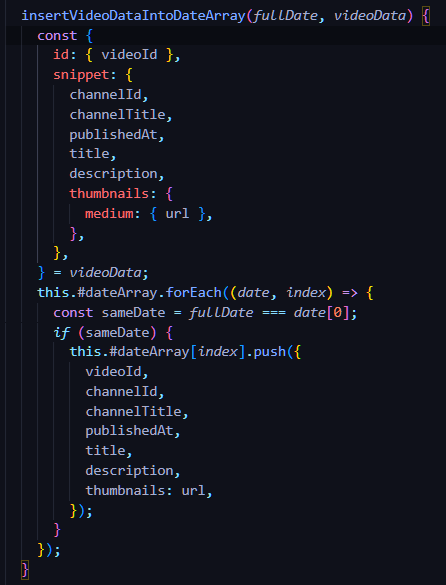 insertVideoDataIntoDateArray(fullDate, videoData) {
const {
id: { videoId },
snippet: {
channelId,
channelTitle,
publishedAt,
title,
description,
thumbnails: {
medium: { url },
},
},
} = videoData;
this.#dateArray.forEach((date, index) => {
const sameDate = fullDate === date[0];
if (sameDate) {
this.#dateArray[index].push({
videoId,
channelId,
channelTitle,
publishedAt,
title,
description,
thumbnails: url,
});
}
});
}